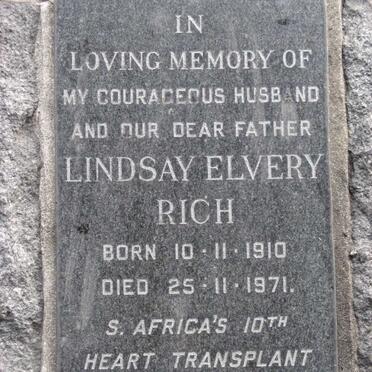 IN
LOVING MEMORY OF
MY COURAGEOUS HUSBAND
AND OUR DEAR FATHER
LINDSAY ELVERY
RICH
BORN 10·11·1910
DIED 25·11·1971.
S. AFRICA'S 10TH
HEART TRANSPLANT